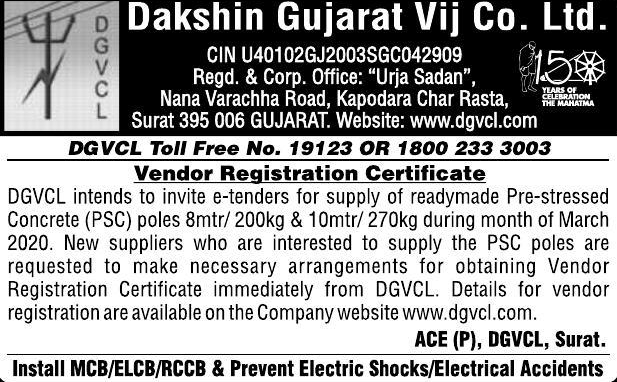 DGVCL
Dakshin Gujarat Vij Co. Ltd.
CIN U40102GJ2003SGC042909
Regd. & Corp. Office: “Urja Sadan”,
Nana Varachha Road, Kapodara Char Rasta,
Surat 395 006 GUJARAT. Website: www.dgvcl.com
150
YEARS OF
CELEBRATION
THE MAHATMA
DGVCL Toll Free No. 19123 OR 1800 233 3003
Vendor Registration Certificate
DGVCL intends to invite e-tenders for supply of readymade Pre-stressed
Concrete (PSC) poles 8mtr/ 200kg & 10mtr/ 270kg during month of March
2020. New suppliers who are interested to supply the PSC poles are
requested to make necessary arrangements for obtaining Vendor
Registration Certificate immediately from DGVCL. Details for vendor
registration are available on the Company website www.dgvcl.com.
ACE (P), DGVCL, Surat.
Install MCB/ELCB/RCCB & Prevent Electric Shocks/Electrical Accidents